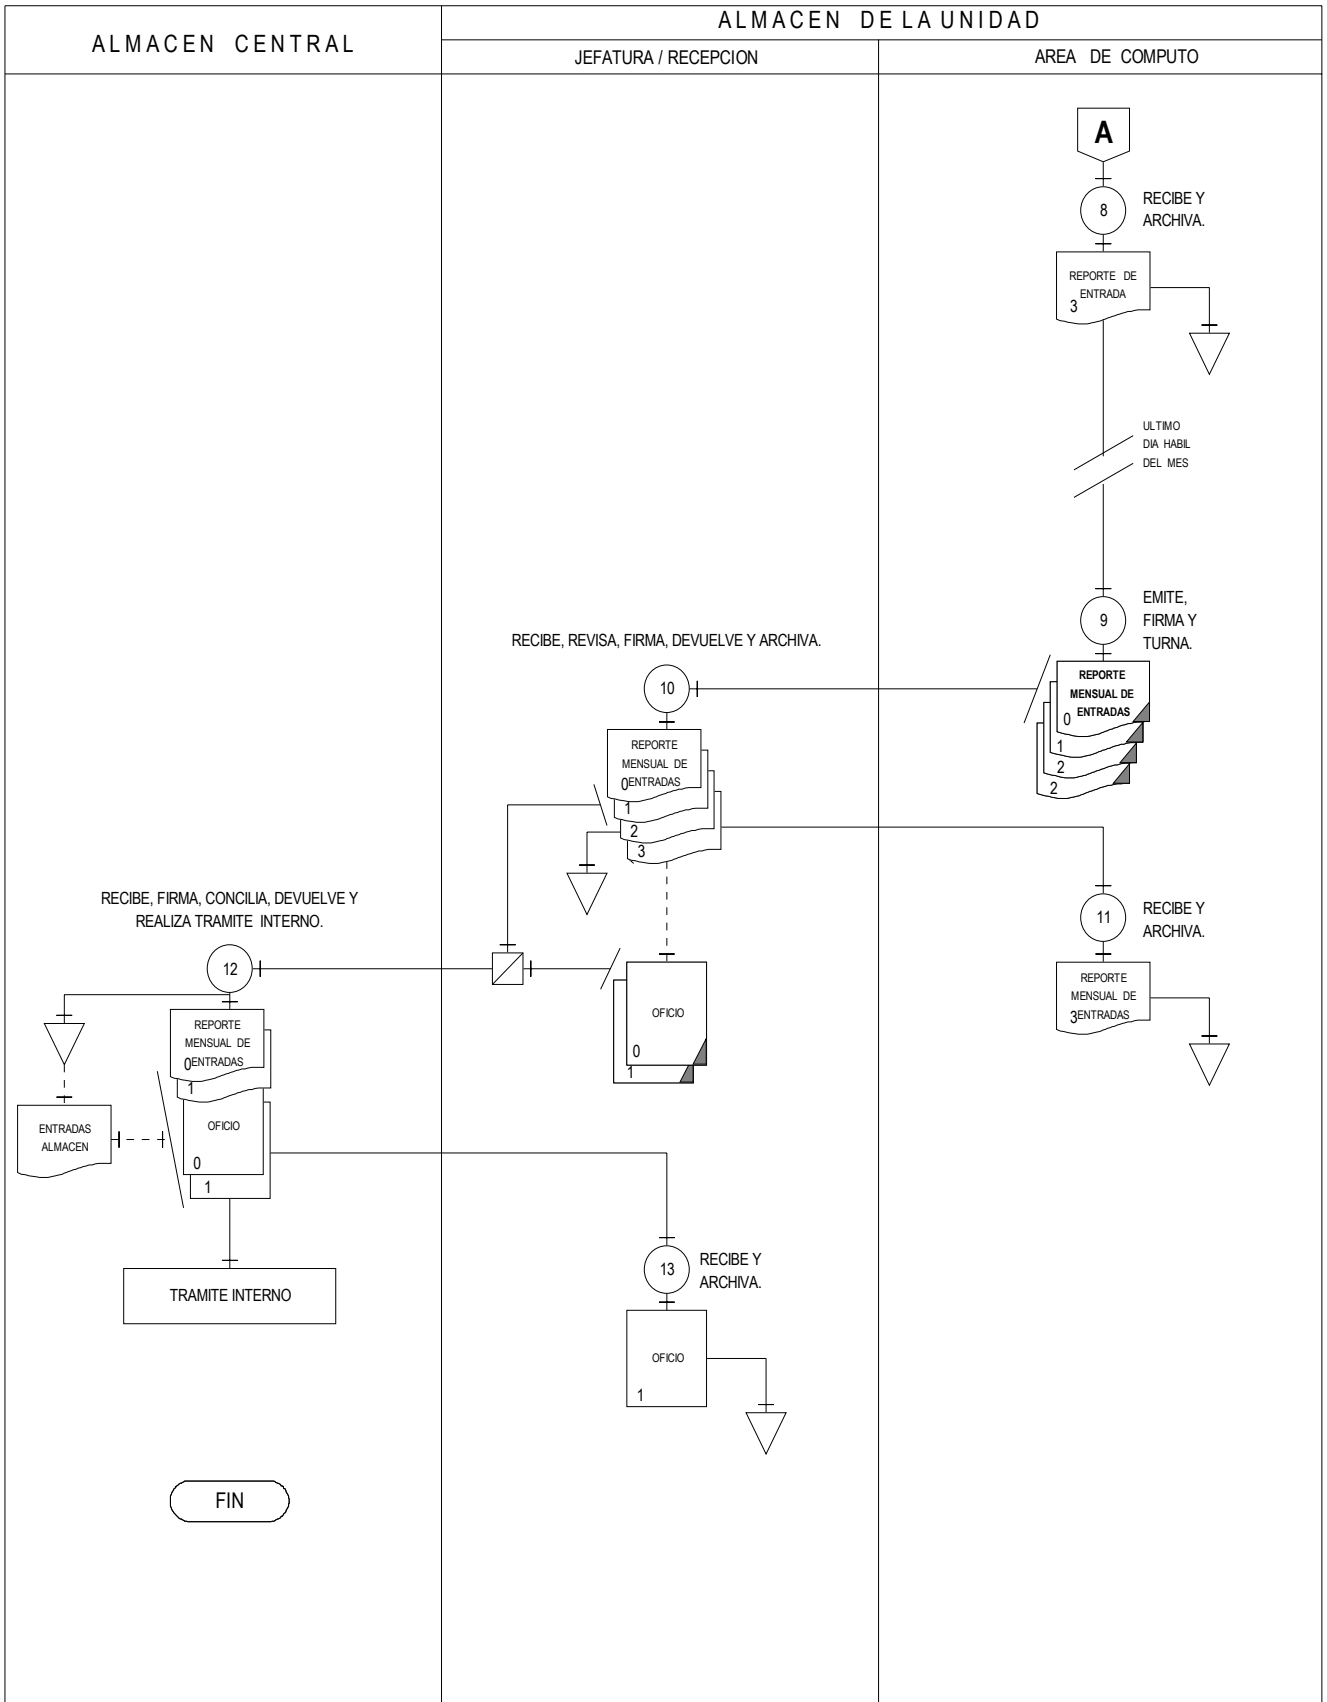 ALMACEN CENTRAL
ALMACEN DE LA UNIDAD
JEFATURA / RECEPCION
AREA DE COMPUTO
A
8
RECIBE Y
ARCHIVA.
REPORTE DE
ENTRADA
3
ULTIMO
DIA HABIL
DEL MES
9
EMITE,
FIRMA Y
TURNA.
REPORTE
MENSUAL DE
ENTRADAS
0
1
2
2
RECIBE, REVISA, FIRMA, DEVUELVE Y ARCHIVA.
10
REPORTE
MENSUAL DE
0ENTRADAS
1
2
3
11
RECIBE Y
ARCHIVA.
REPORTE
MENSUAL DE
3ENTRADAS
OFICIO
0
1
RECIBE, FIRMA, CONCILIA, DEVUELVE Y
REALIZA TRAMITE INTERNO.
12
REPORTE
MENSUAL DE
0ENTRADAS
1
OFICIO
0
1
ENTRADAS
ALMACEN
TRAMITE INTERNO
13
RECIBE Y
ARCHIVA.
OFICIO
1
FIN